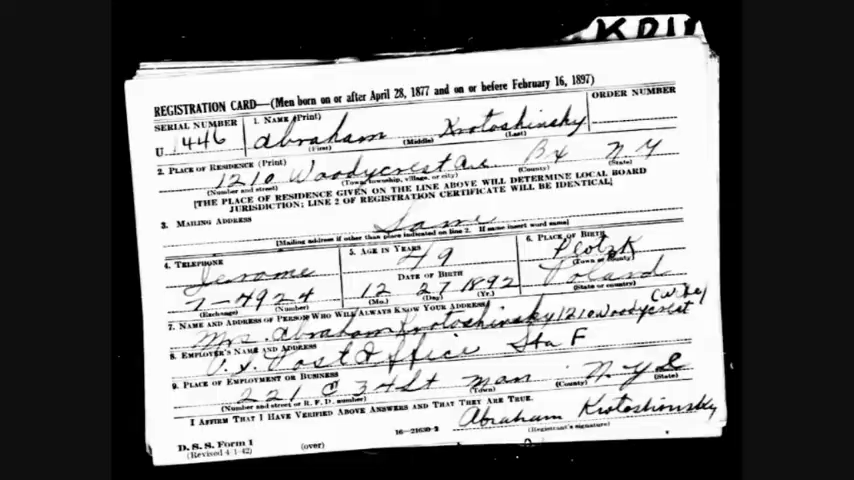 REGISTRATION CARD—(Men born on or after April 28, 1877 and on or before February 16, 1897)
SERIAL NUMBER 1. NAME (Print) ORDER NUMBER
U 1446 Abraham Krotoshinsky
(First) (Middle) (Last)
2. PLACE OF RESIDENCE (Print)
1210 Woodycrest Ave. Bx N.Y
(Number and street) (Town, township, village, or city) (County) (State)
[THE PLACE OF RESIDENCE GIVEN ON THE LINE ABOVE WILL DETERMINE LOCAL BOARD
JURISDICTION; LINE 2 OF REGISTRATION CERTIFICATE WILL BE IDENTICAL]
3. MAILING ADDRESS
Same
[Mailing address if other than place indicated on line 2. If same insert word same]
4. TELEPHONE 5. AGE IN YEARS 6. PLACE OF BIRTH
Jerome 49 Plotzk
(Town or county)
DATE OF BIRTH Poland
7-4924 12 27 1892 (State or country)
(Exchange) (Number) (Mo.) (Day) (Yr.)
7. NAME AND ADDRESS OF PERSON WHO WILL ALWAYS KNOW YOUR ADDRESS (wife)
Mrs. Abraham Krotoshinsky 1210 Woodycrest
8. EMPLOYER'S NAME AND ADDRESS
Post Office Sta F
9. PLACE OF EMPLOYMENT OR BUSINESS
221 E 34 St Man N.Y
(Number and street or R. F. D. number) (Town) (County) (State)
I AFFIRM THAT I HAVE VERIFIED ABOVE ANSWERS AND THAT THEY ARE TRUE.
Abraham Krotoshionsky
D. S. S. Form 1 16—21630-2 (Registrant's signature)
(Revised 4-1-42) (over)